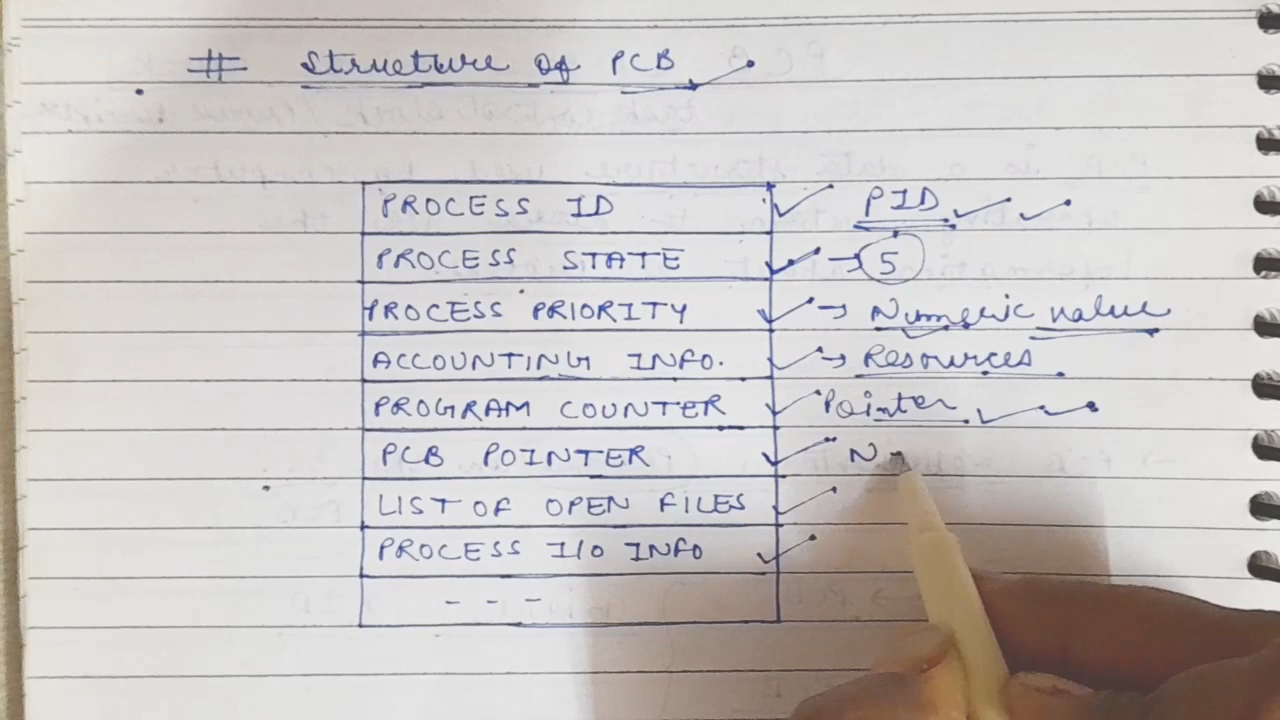 # Structure of PCB
PROCESS ID PID
PROCESS STATE → 5
PROCESS PRIORITY → Numeric value
ACCOUNTING INFO. → Resources
PROGRAM COUNTER Pointer
PCB POINTER N
LIST OF OPEN FILES
PROCESS I/O INFO
- - -